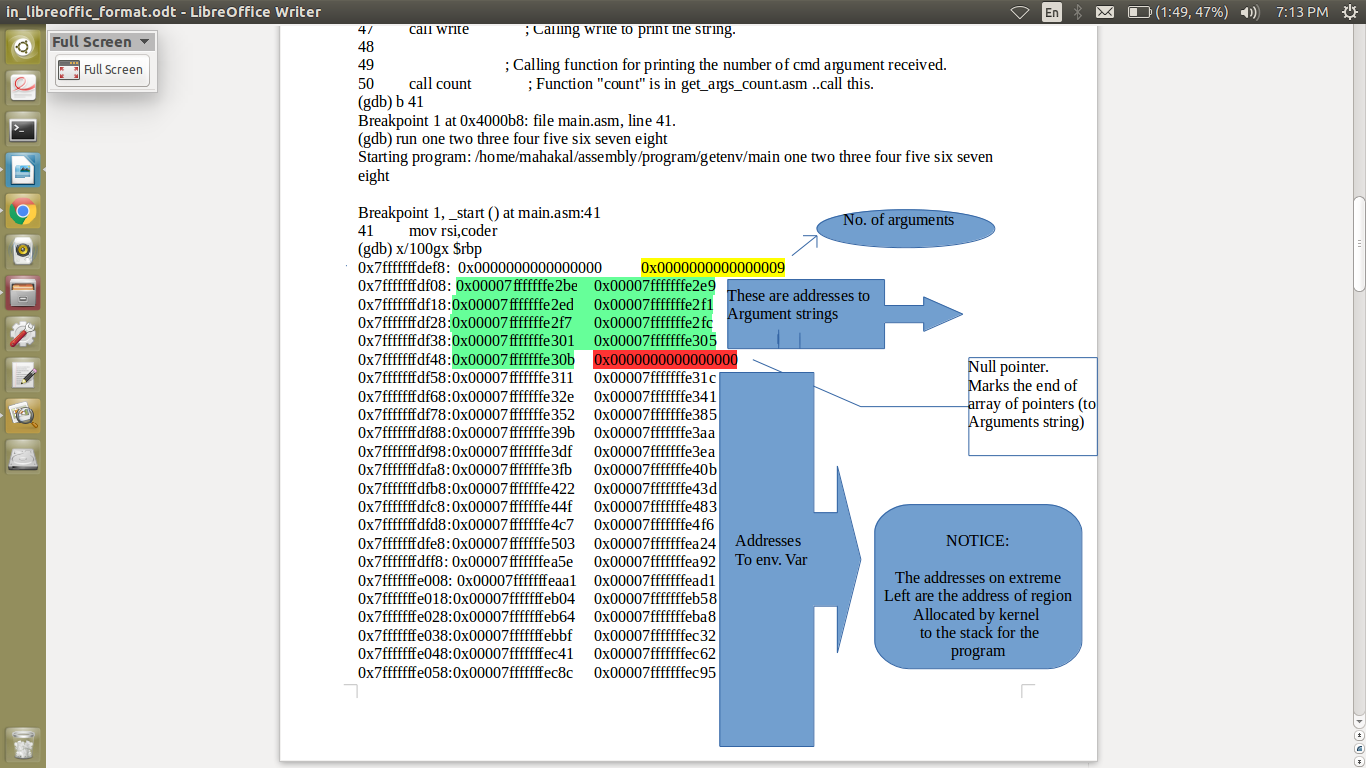 in_libreoffic_format.odt - LibreOffice Writer
En
(1:49, 47%)
7:13 PM
Full Screen
Full Screen
47 call write ; Calling write to print the string.
48
49 ; Calling function for printing the number of cmd argument received.
50 call count ; Function "count" is in get_args_count.asm ..call this.
(gdb) b 41
Breakpoint 1 at 0x4000b8: file main.asm, line 41.
(gdb) run one two three four five six seven eight
Starting program: /home/mahakal/assembly/program/getenv/main one two three four five six seven
eight
Breakpoint 1, _start () at main.asm:41
41 mov rsi,coder
(gdb) x/100gx $rbp
0x7fffffffdef8: 0x0000000000000000 0x0000000000000009
0x7fffffffdf08: 0x00007fffffffe2be 0x00007fffffffe2e9
0x7fffffffdf18: 0x00007fffffffe2ed 0x00007fffffffe2f1
0x7fffffffdf28: 0x00007fffffffe2f7 0x00007fffffffe2fc
0x7fffffffdf38: 0x00007fffffffe301 0x00007fffffffe305
0x7fffffffdf48: 0x00007fffffffe30b 0x0000000000000000
0x7fffffffdf58: 0x00007fffffffe311 0x00007fffffffe31c
0x7fffffffdf68: 0x00007fffffffe32e 0x00007fffffffe341
0x7fffffffdf78: 0x00007fffffffe352 0x00007fffffffe385
0x7fffffffdf88: 0x00007fffffffe39b 0x00007fffffffe3aa
0x7fffffffdf98: 0x00007fffffffe3df 0x00007fffffffe3ea
0x7fffffffdfa8: 0x00007fffffffe3fb 0x00007fffffffe40b
0x7fffffffdfb8: 0x00007fffffffe422 0x00007fffffffe43d
0x7fffffffdfc8: 0x00007fffffffe44f 0x00007fffffffe483
0x7fffffffdfd8: 0x00007fffffffe4c7 0x00007fffffffe4f6
0x7fffffffdfe8: 0x00007fffffffe503 0x00007fffffffea24
0x7fffffffdff8: 0x00007fffffffea5e 0x00007fffffffea92
0x7fffffffe008: 0x00007fffffffeaa1 0x00007fffffffead1
0x7fffffffe018: 0x00007fffffffeb04 0x00007fffffffeb58
0x7fffffffe028: 0x00007fffffffeb64 0x00007fffffffeba8
0x7fffffffe038: 0x00007fffffffebbf 0x00007fffffffec32
0x7fffffffe048: 0x00007fffffffec41 0x00007fffffffec62
0x7fffffffe058: 0x00007fffffffec8c 0x00007fffffffec95
No. of arguments
These are addresses to
Argument strings
Null pointer.
Marks the end of
array of pointers (to
Arguments string)
Addresses
To env. Var
NOTICE:
The addresses on extreme
Left are the address of region
Allocated by kernel
to the stack for the
program